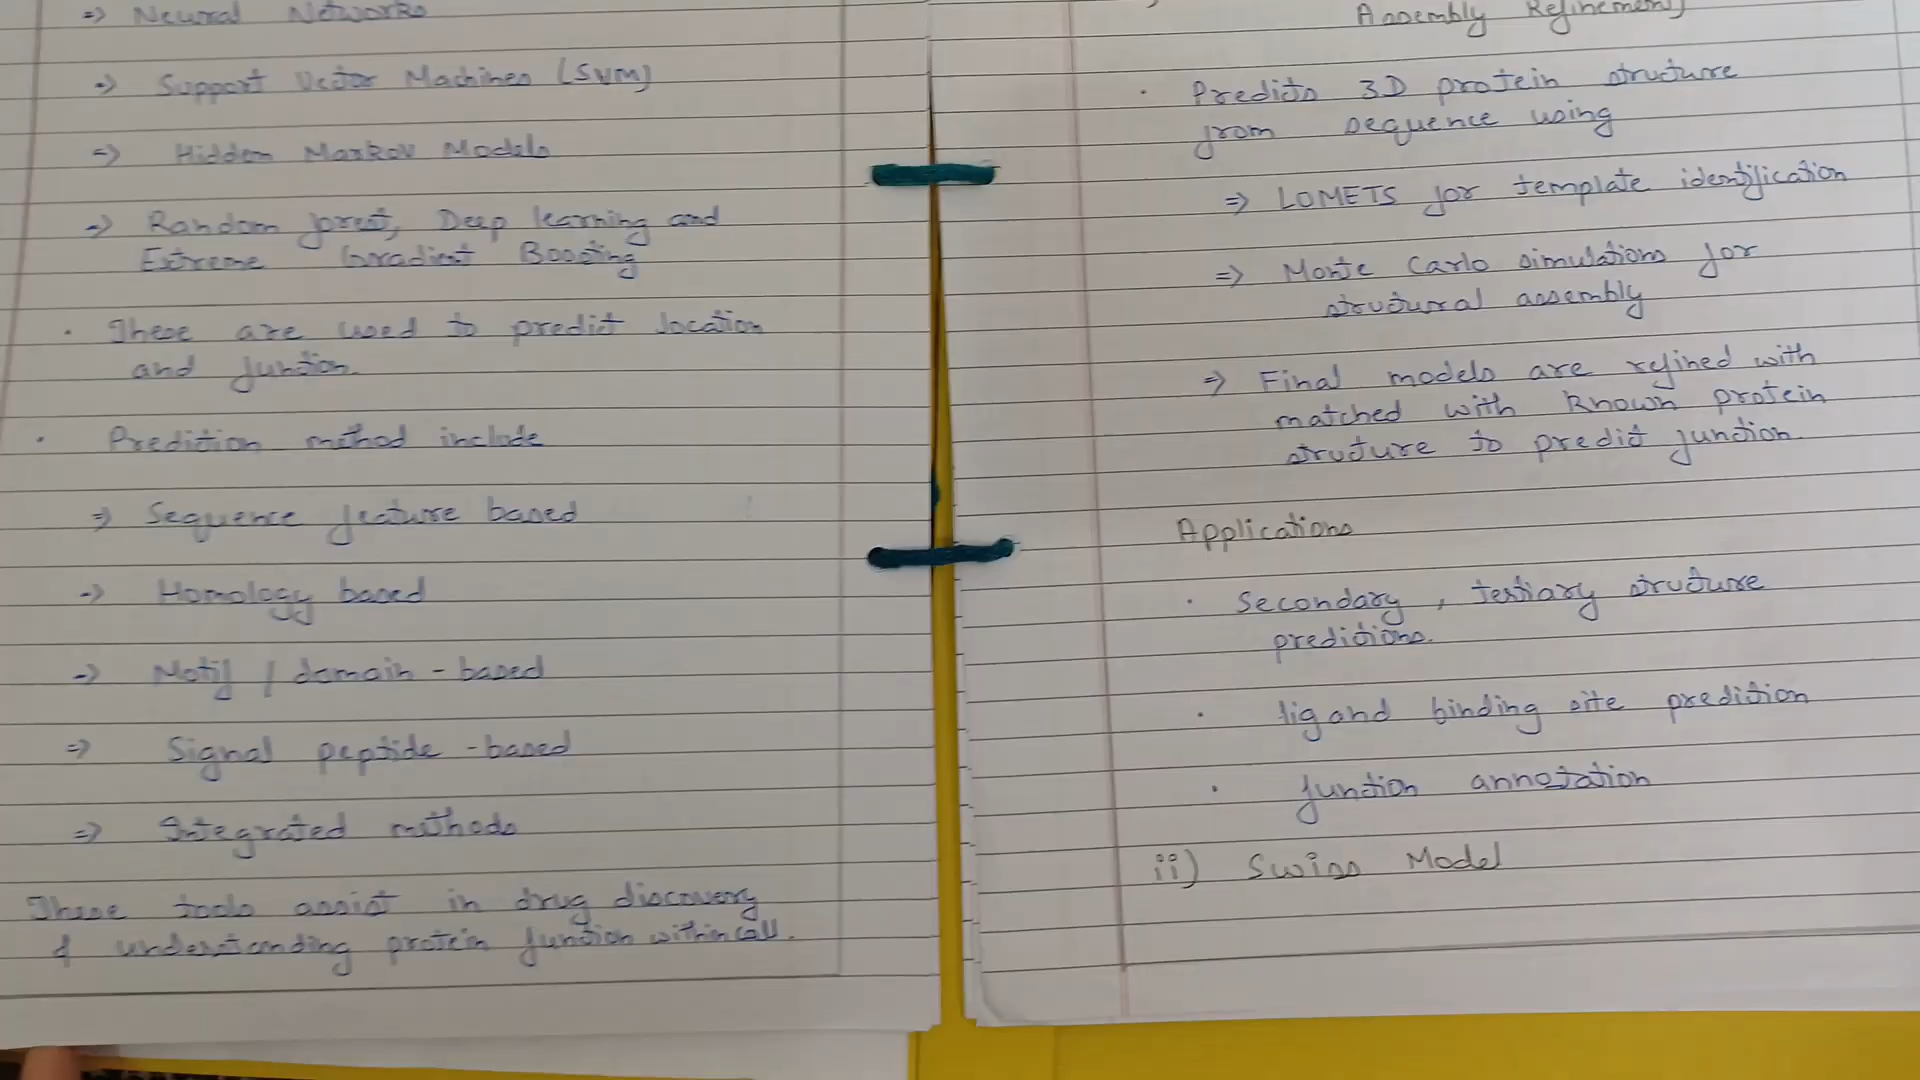 => Neural Networks
=> Support Vector Machines (SVM)
=> Hidden Markov Models
=> Random forest, Deep learning and
Extreme Gradient Boosting
· These are used to predict location
and function.
· Prediction method include
=> Sequence feature based
=> Homology based
=> Motif / domain - based
=> Signal peptide - based
=> Integrated methods
These tools assist in drug discovery
& understanding protein function within cell.
Assembly Refinement)
· Predicts 3D protein structure
from sequence using
=> LOMETS for template identification
=> Monte Carlo simulations for
structural assembly
=> Final models are refined with
matched with known protein
structure to predict function.
Applications
· Secondary , tertiary structure
predictions.
· ligand binding site prediction
· function annotation
ii) Swiss Model